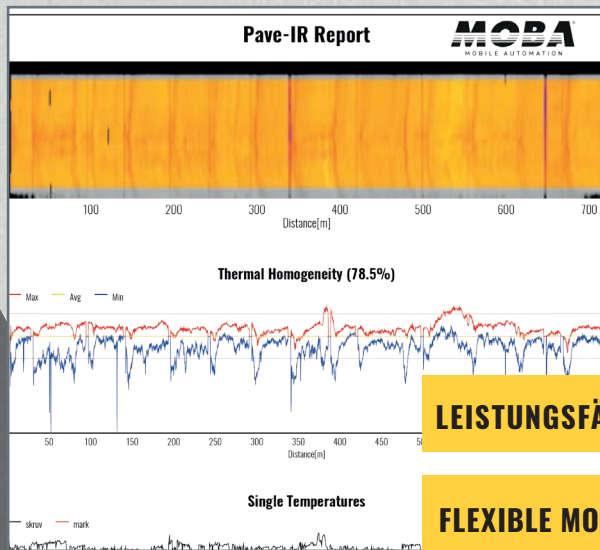 Pave-IR Report
MOBA
MOBILE AUTOMATION
100 200 300 400 500 600 700
Distance[m]
Thermal Homogeneity (78.5%)
Max Avg Min
50 100 150 200 250 300 350 400 450
Distance[m]
LEISTUNGSFÄ
Single Temperatures
FLEXIBLE MO
skruv mark